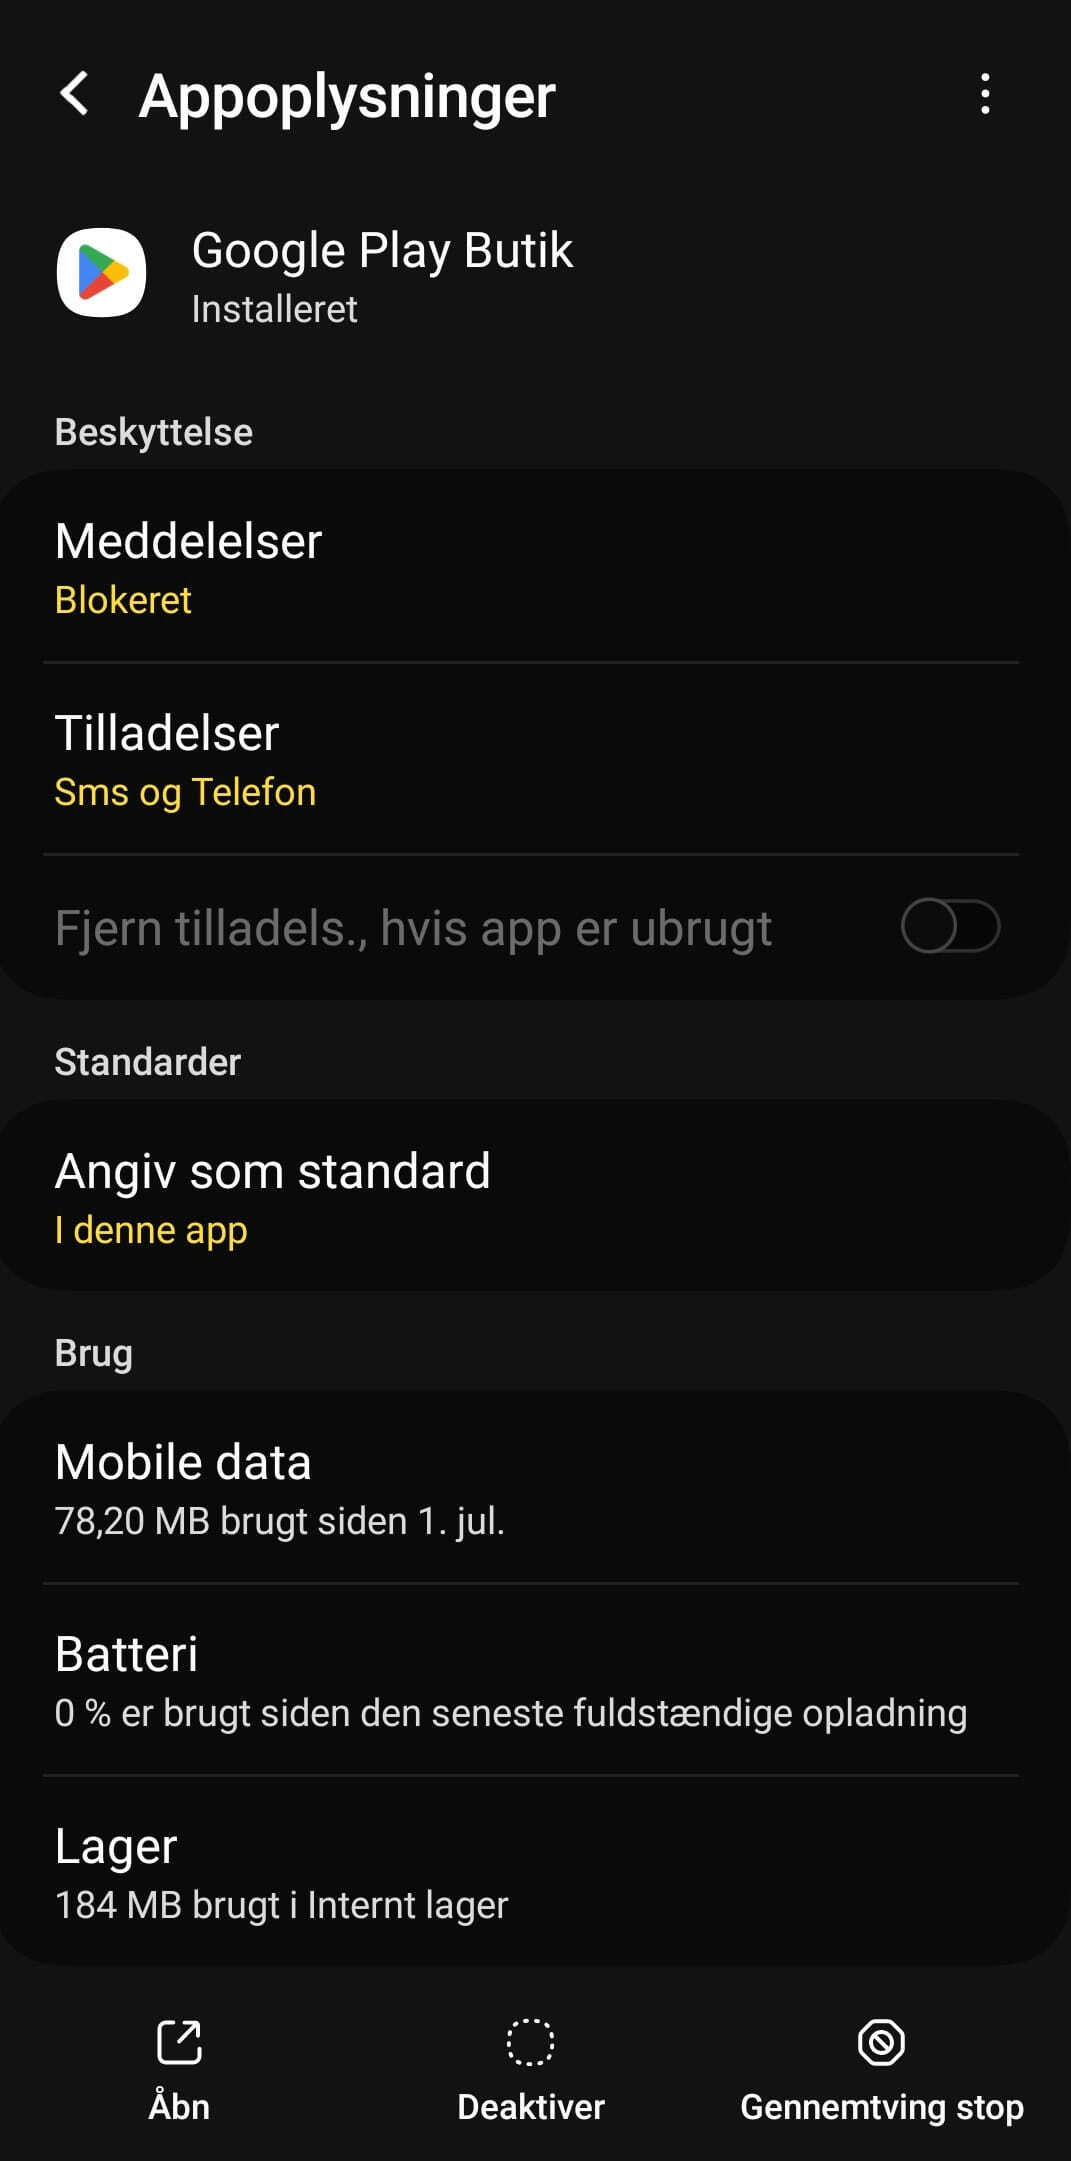 Appoplysninger
Google Play Butik
Installeret
Beskyttelse
Meddelelser
Blokeret
Tilladelser
Sms og Telefon
Fjern tilladels., hvis app er ubrugt
Standarder
Angiv som standard
I denne app
Brug
Mobile data
78,20 MB brugt siden 1. jul.
Batteri
0 % er brugt siden den seneste fuldstændige opladning
Lager
184 MB brugt i Internt lager
Åbn
Deaktiver
Gennemtving stop